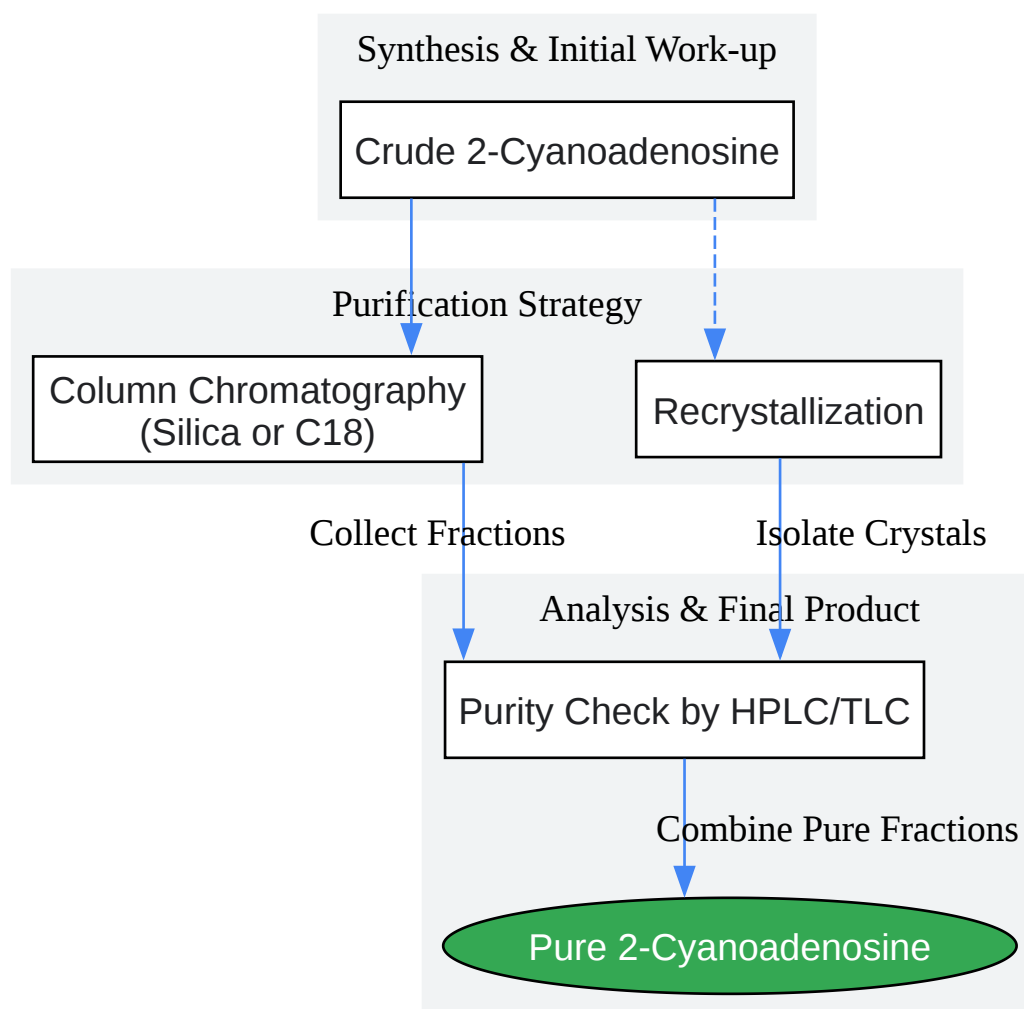 Synthesis & Initial Work-up
Crude 2-Cyanoadenosine
Purification Strategy
Column Chromatography
(Silica or C18)
Recrystallization
Collect Fractions
Isolate Crystals
Analysis & Final Product
Purity Check by HPLC/TLC
Combine Pure Fractions
Pure 2-Cyanoadenosine